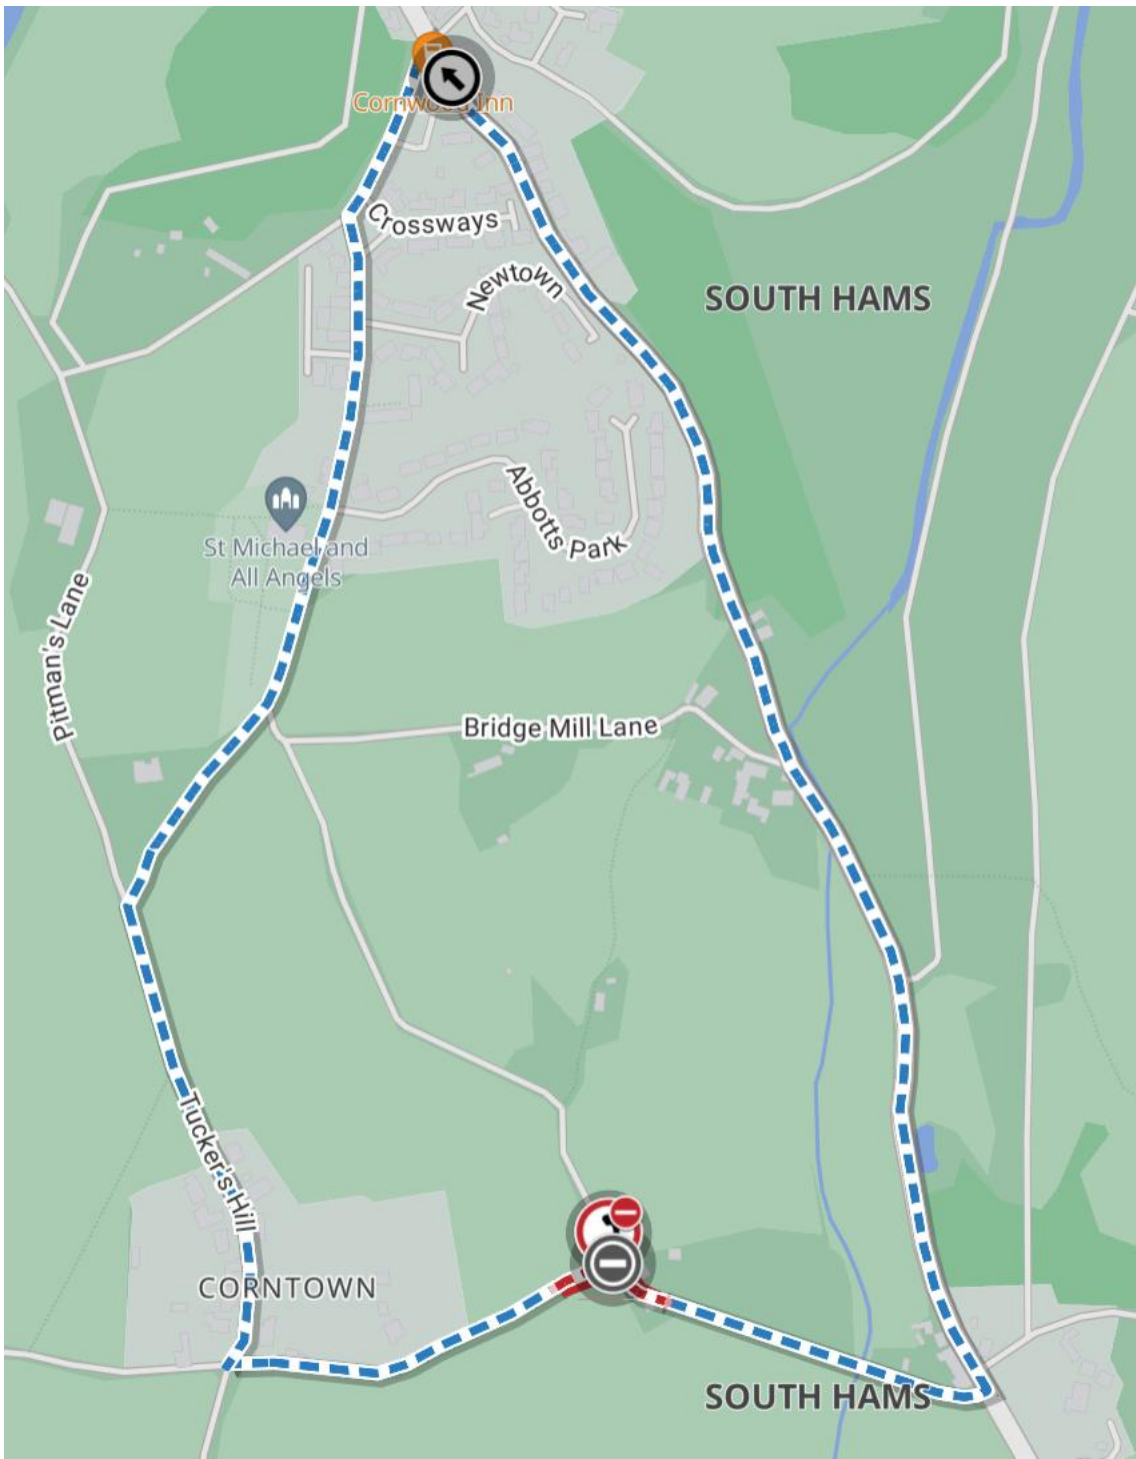 Cornwood Inn
Crossways
Newtown
SOUTH HAMS
Abbotts Park
St Michael and
All Angels
Pitman's Lane
Bridge Mill Lane
Tucker's Hill
CORNTOWN
SOUTH HAMS